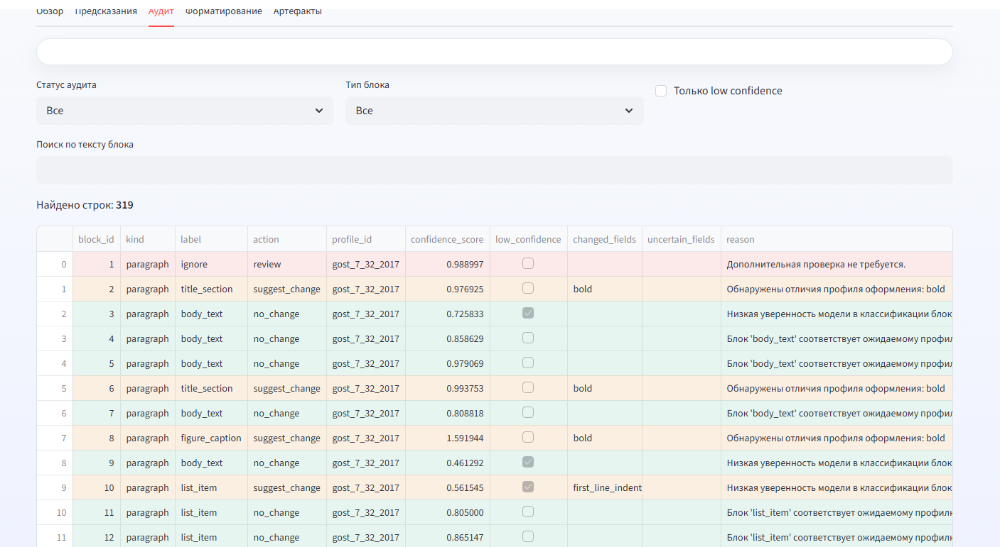 Обзор Предсказания Аудит Форматирование Артефакты
Статус аудита Тип блока
Только low confidence
Все Все
Поиск по тексту блока
Найдено строк: 319
block_id kind label action profile_id confidence_score low_confidence changed_fields uncertain_fields reason
0 1 paragraph ignore review gost_7_32_2017 0.988997 Дополнительная проверка не требуется.
1 2 paragraph title_section suggest_change gost_7_32_2017 0.976925 bold Обнаружены отличия профиля оформления: bold
2 3 paragraph body_text no_change gost_7_32_2017 0.725833 Низкая уверенность модели в классификации блок
3 4 paragraph body_text no_change gost_7_32_2017 0.858629 Блок 'body_text' соответствует ожидаемому профил
4 5 paragraph body_text no_change gost_7_32_2017 0.979069 Блок 'body_text' соответствует ожидаемому профил
5 6 paragraph title_section suggest_change gost_7_32_2017 0.993753 bold Обнаружены отличия профиля оформления: bold
6 7 paragraph body_text no_change gost_7_32_2017 0.808818 Блок 'body_text' соответствует ожидаемому профил
7 8 paragraph figure_caption suggest_change gost_7_32_2017 1.591944 bold Обнаружены отличия профиля оформления: bold
8 9 paragraph body_text no_change gost_7_32_2017 0.461292 Низкая уверенность модели в классификации блок
9 10 paragraph list_item suggest_change gost_7_32_2017 0.561545 first_line_indent Низкая уверенность модели в классификации блок
10 11 paragraph list_item no_change gost_7_32_2017 0.805000 Блок 'list_item' соответствует ожидаемому профил
11 12 paragraph list_item no_change gost_7_32_2017 0.865147 Блок 'list_item' соответствует ожидаемому профил